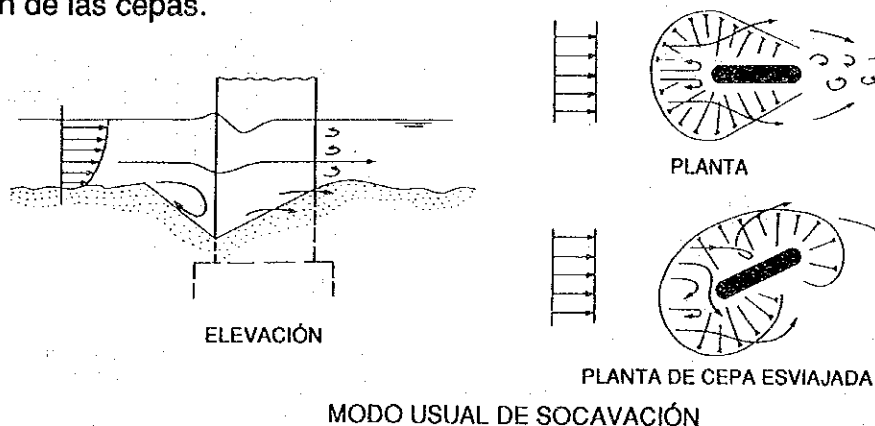 de las cepas.
PLANTA
ELEVACIÓN
PLANTA DE CEPA ESVIAJADA
MODO USUAL DE SOCAVACIÓN